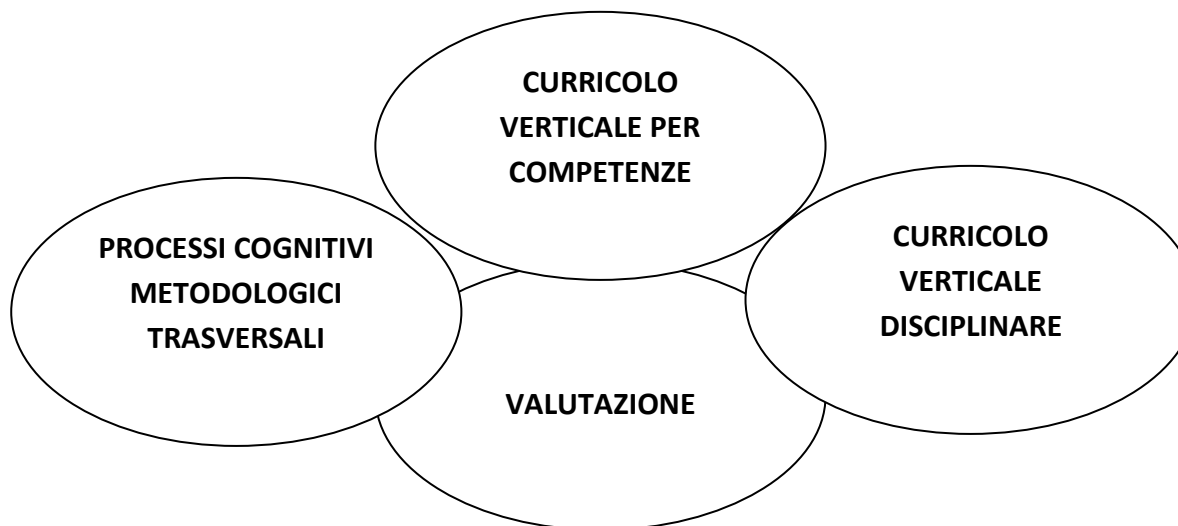 CURRICOLO
VERTICALE PER
COMPETENZE
PROCESSI COGNITIVI
METODOLOGICI
TRASVERSALI
CURRICOLO
VERTICALE
DISCIPLINARE
VALUTAZIONE